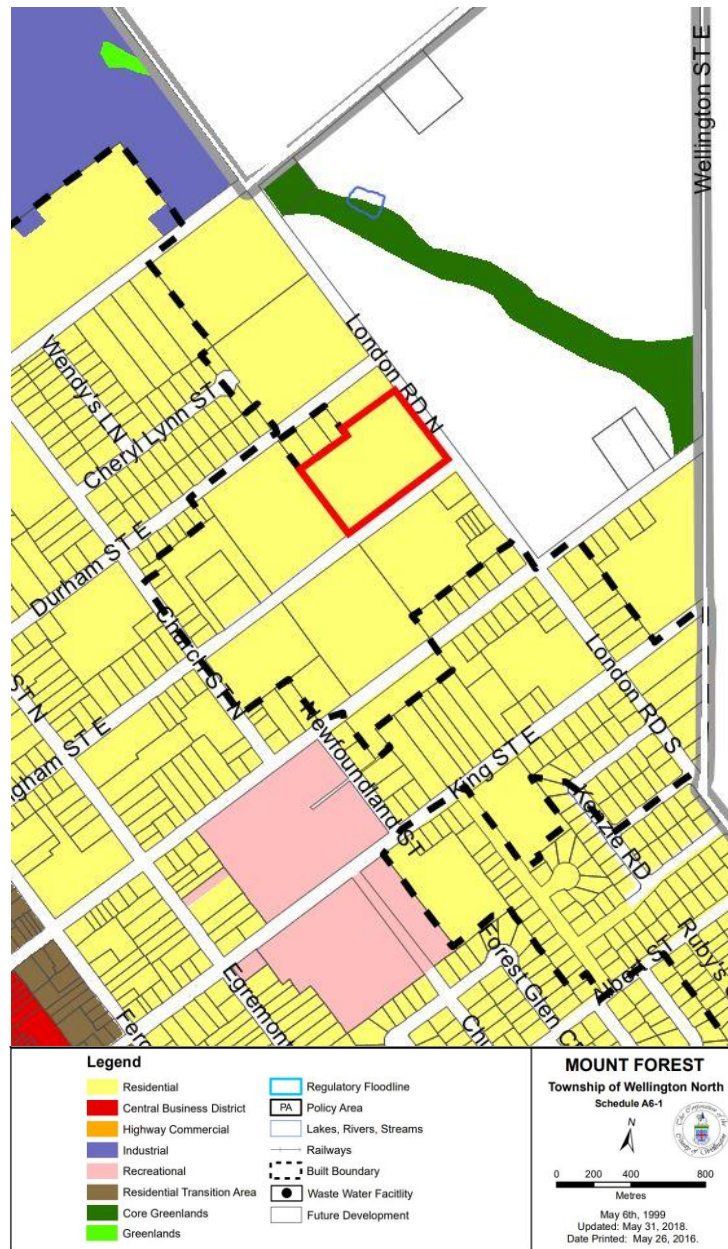 Wellington ST E
London RD N
Wendy's LN
Cheryl Lynn ST
Durham ST E
Church ST N
ST N
ngham ST E
Newfoundland ST
King ST E
London RD S
Kenzie RD
Egremont
Forest Glen C
Albert ST
Ruby's
Ferg
Chr
Legend
Residential
Central Business District
Highway Commercial
Industrial
Recreational
Residential Transition Area
Core Greenlands
Greenlands
Regulatory Floodline
PA Policy Area
Lakes, Rivers, Streams
Railways
Built Boundary
Waste Water Facitlity
Future Development
MOUNT FOREST
Township of Wellington North
Schedule A6-1
N
0 200 400 800
Metres
May 6th, 1999
Updated: May 31, 2018.
Date Printed: May 26, 2016.